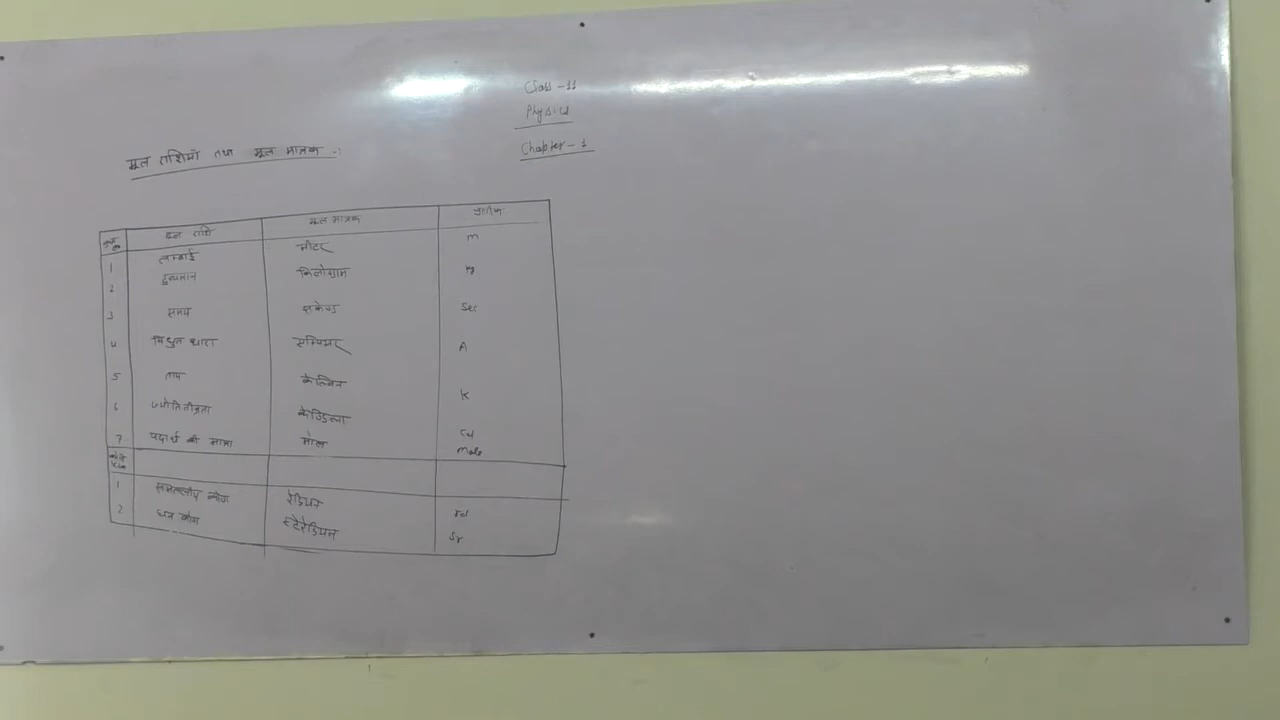 Class - 11
Physics
Chapter - 1
मूल राशियाँ तथा मूल मात्रक :
मूल राशि मूल मात्रक प्रतीक
1 लम्बाई मीटर m
2 द्रव्यमान किलोग्राम kg
3 समय सकेण्ड Sec
4 विधुत धारा एम्पियर A
5 ताप केल्विन K
6 ज्योतितीव्रता केण्डिला Cd
7 पदार्थ की मात्रा मोल mole
1 समतलीय कोण रेडियन rd
2 घन कोण स्टेरेडियन Sr